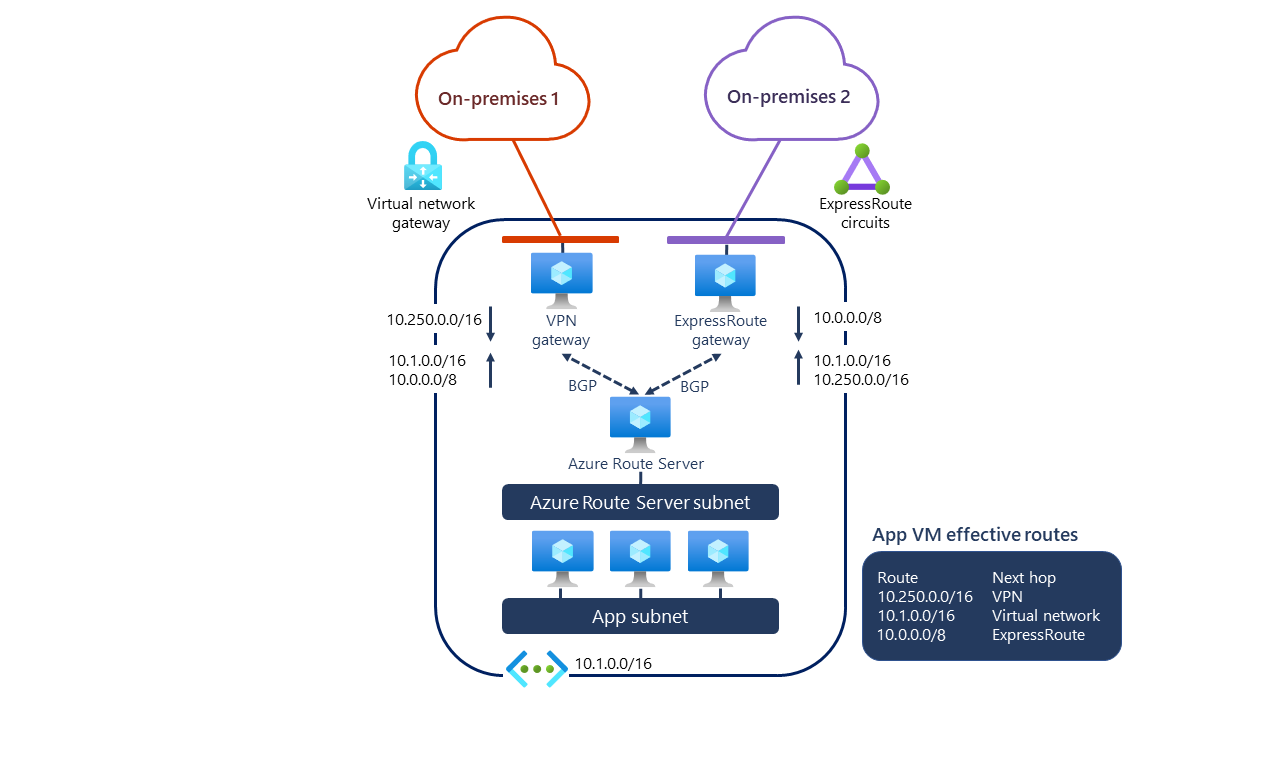 On-premises 1
On-premises 2
Virtual network
gateway
ExpressRoute
circuits
VPN
gateway
ExpressRoute
gateway
10.250.0.0/16
10.1.0.0/16
10.0.0.0/8
10.0.0.0/8
10.1.0.0/16
10.250.0.0/16
BGP
BGP
Azure Route Server
Azure Route Server subnet
App subnet
10.1.0.0/16
App VM effective routes
Route Next hop
10.250.0.0/16 VPN
10.1.0.0/16 Virtual network
10.0.0.0/8 ExpressRoute